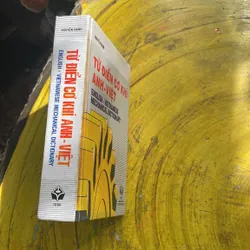 TỪ ĐIỂN CƠ KHÍ ANH - VIỆT
ENGLISH - VIETNAMESE MECHANICAL DICTIONARY
TỪ ĐIỂN CƠ KHÍ
ANH - VIỆT
ENGLISH - VIETNAMESE
MECHANICAL DICTIONARY